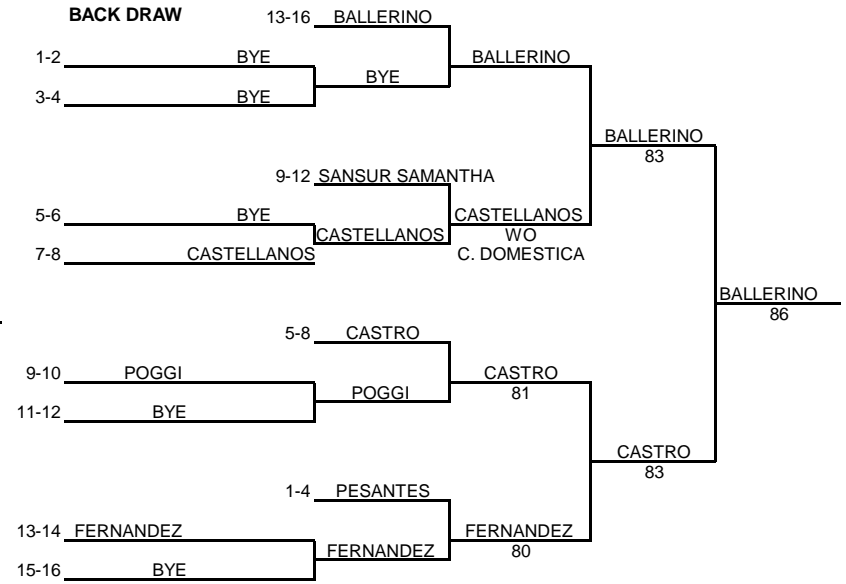 BACK DRAW
13-16 BALLERINO
1-2 BYE BALLERINO
BYE
3-4 BYE
BALLERINO
83
9-12 SANSUR SAMANTHA
5-6 BYE CASTELLANOS
CASTELLANOS WO
7-8 CASTELLANOS C. DOMESTICA
BALLERINO
86
5-8 CASTRO
9-10 POGGI CASTRO
POGGI 81
11-12 BYE
CASTRO
83
1-4 PESANTES
13-14 FERNANDEZ FERNANDEZ
FERNANDEZ 80
15-16 BYE